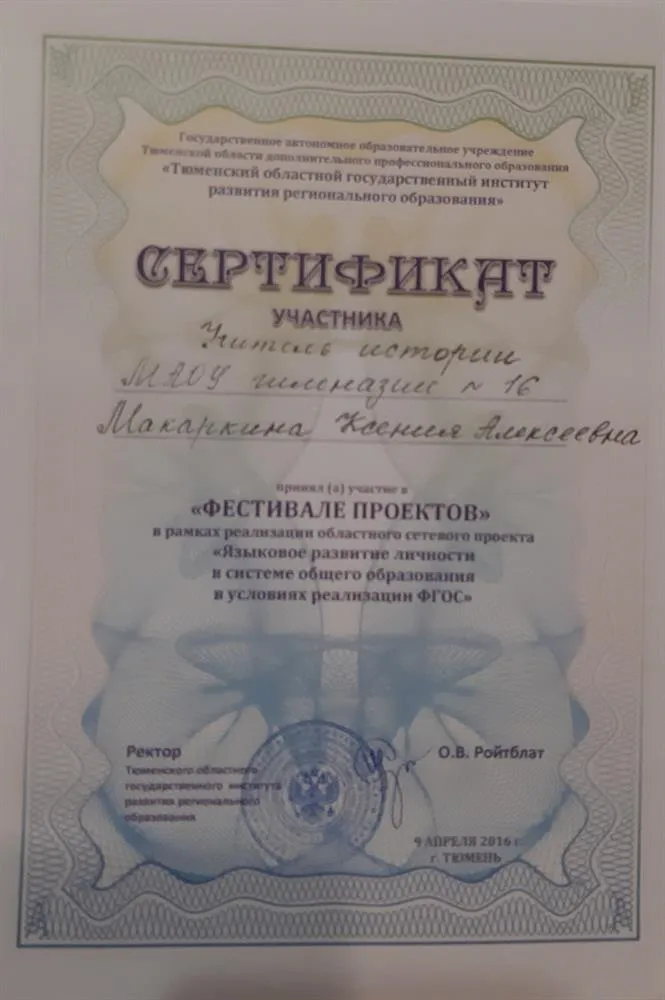 Государственное автономное образовательное учреждение
Тюменской области дополнительного профессионального образования
«Тюменский областной государственный институт
развития регионального образования»
СЕРТИФИКАТ
УЧАСТНИКА
Учитель истории
МАОУ гимназии № 16
Макаркина Ксения Алексеевна
принял (а) участие в
«ФЕСТИВАЛЕ ПРОЕКТОВ»
в рамках реализации областного сетевого проекта
«Языковое развитие личности
в системе общего образования
в условиях реализации ФГОС»
Ректор
Тюменского областного
государственного института
развития регионального
образования
О.В. Ройтблат
9 АПРЕЛЯ 2016 г.
г. ТЮМЕНЬ